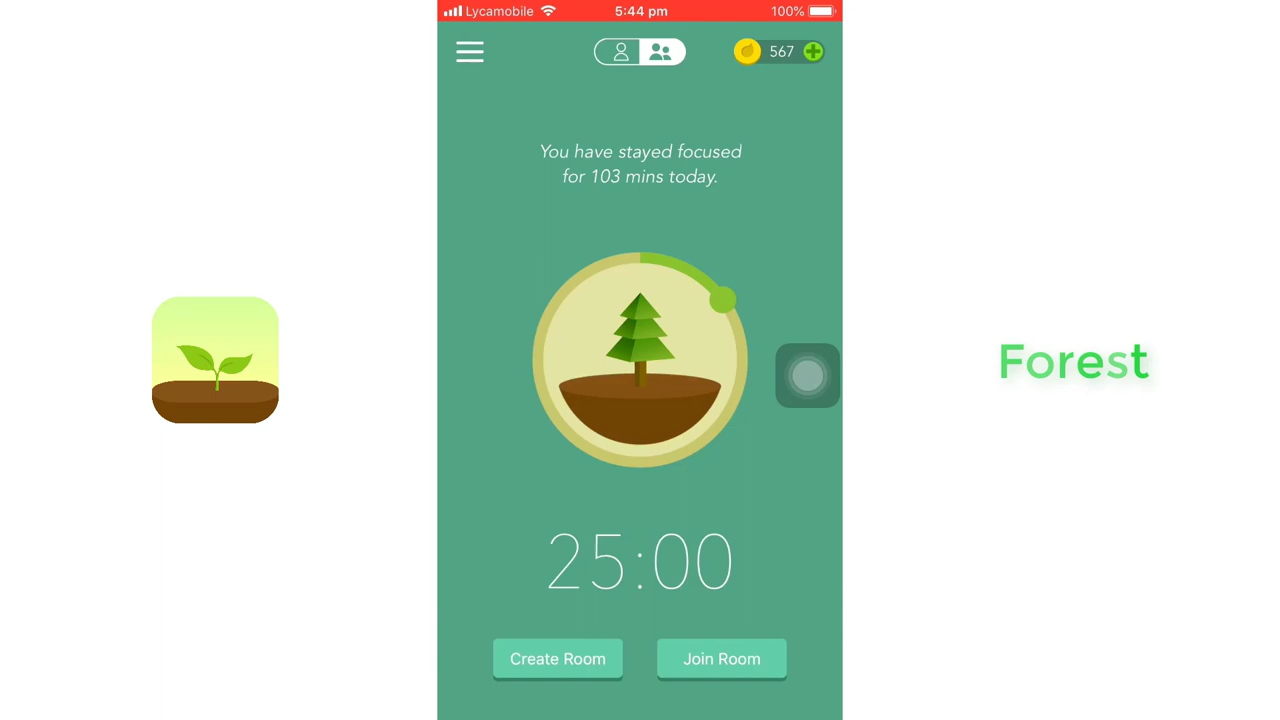 Lycamobile
5:44 pm
100%
567
You have stayed focused
for 103 mins today.
Forest
25:00
Create Room
Join Room